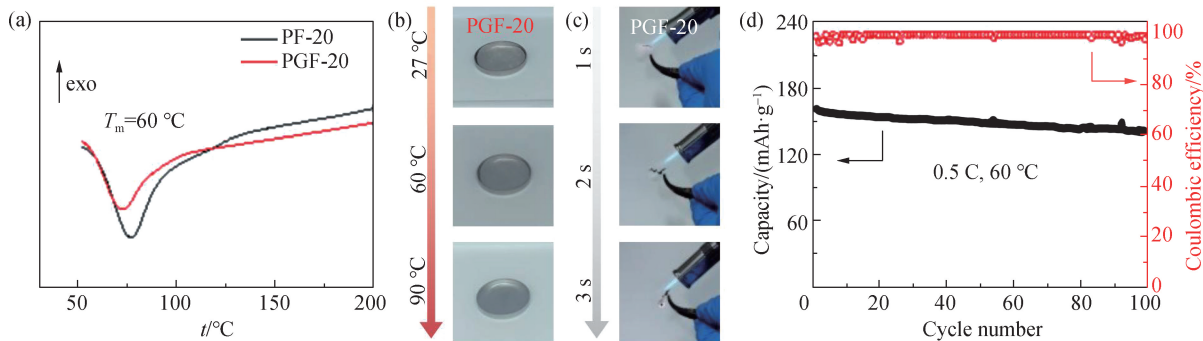 (a)
PF-20
PGF-20
exo
Tm=60 °C
50
100
150
200
t/°C
(b)
PGF-20
27 °C
60 °C
90 °C
(c)
PGF-20
1 s
2 s
3 s
(d)
240
180
120
60
Capacity/(mAh·g⁻¹)
0.5 C, 60 °C
0
20
40
60
80
100
Cycle number
100
80
60
40
20
0
Coulombic efficiency/%